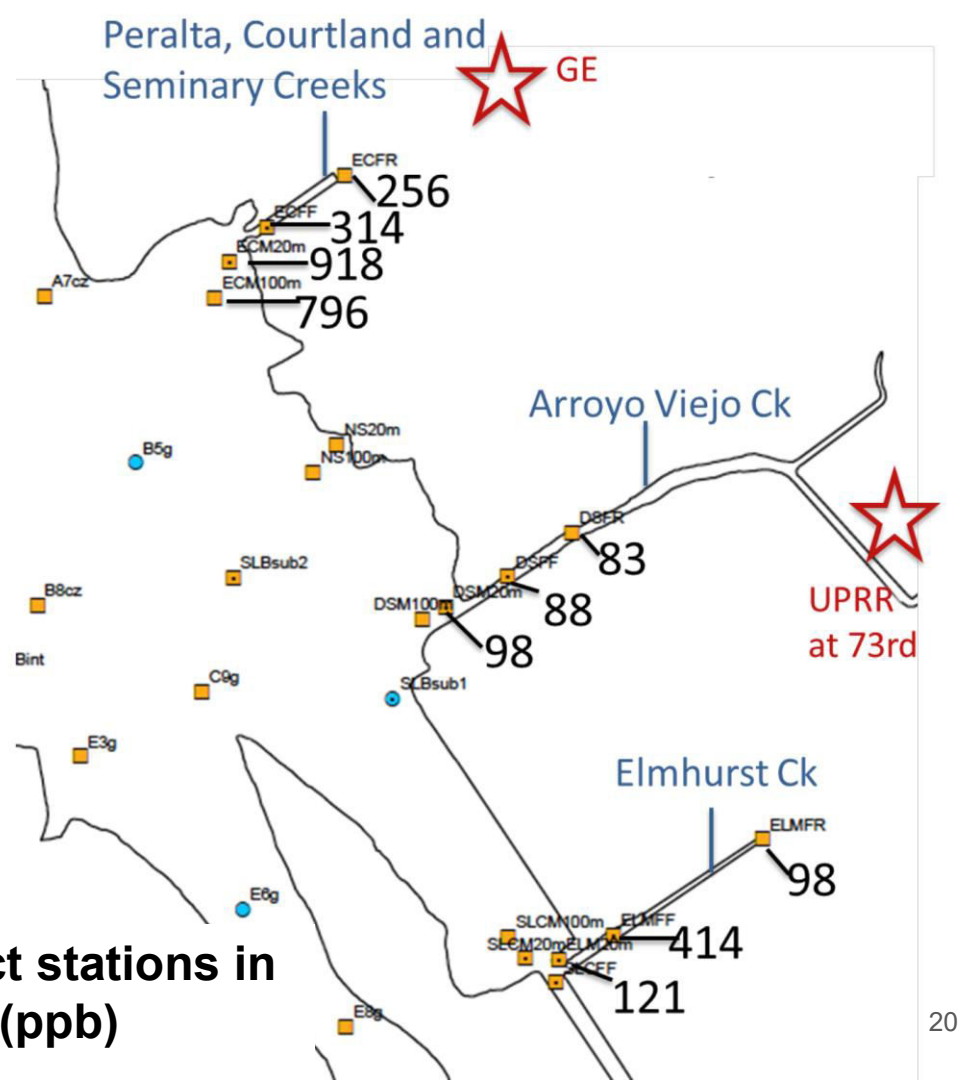 Peralta, Courtland and
Seminary Creeks
GE
ECFR
256
ECFF
314
ECM20m
918
A7cz
ECM100m
796
Arroyo Viejo Ck
NS20m
B5g
NS100m
DSFR
83
DSFF
SLBsub2
88
B8cz
DSM20m
DSM100m
UPRR
at 73rd
98
Bint
C9g
SLBsub1
E3g
Elmhurst Ck
ELMFR
98
E6g
SLCM100m
ELMFF
414
SLCM20m
ELM20m
SLCFF
121
ct stations in
(ppb)
E8g
20